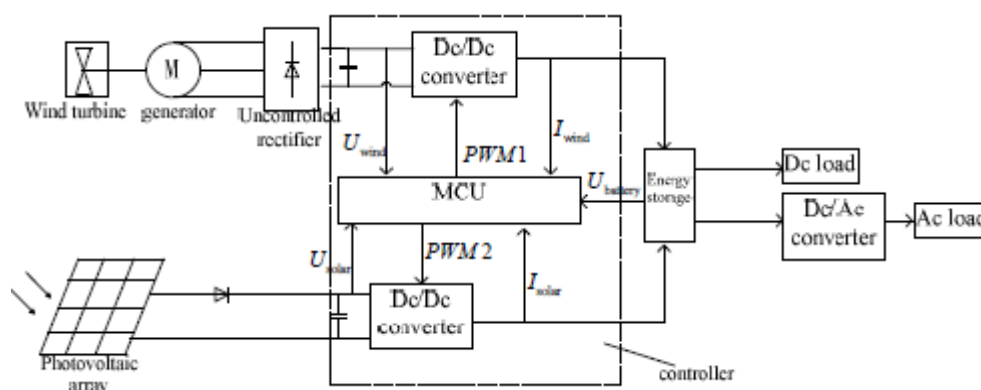 Dc/Dc
converter
M
Wind turbine
generator
Uncontrolled
rectifier
U wind
PWM1
I wind
MCU
U battery
Energy
storage
Dc load
Dc/Ac
converter
Ac load
U solar
PWM 2
I solar
Dc/Dc
converter
Photovoltaic
array
controller